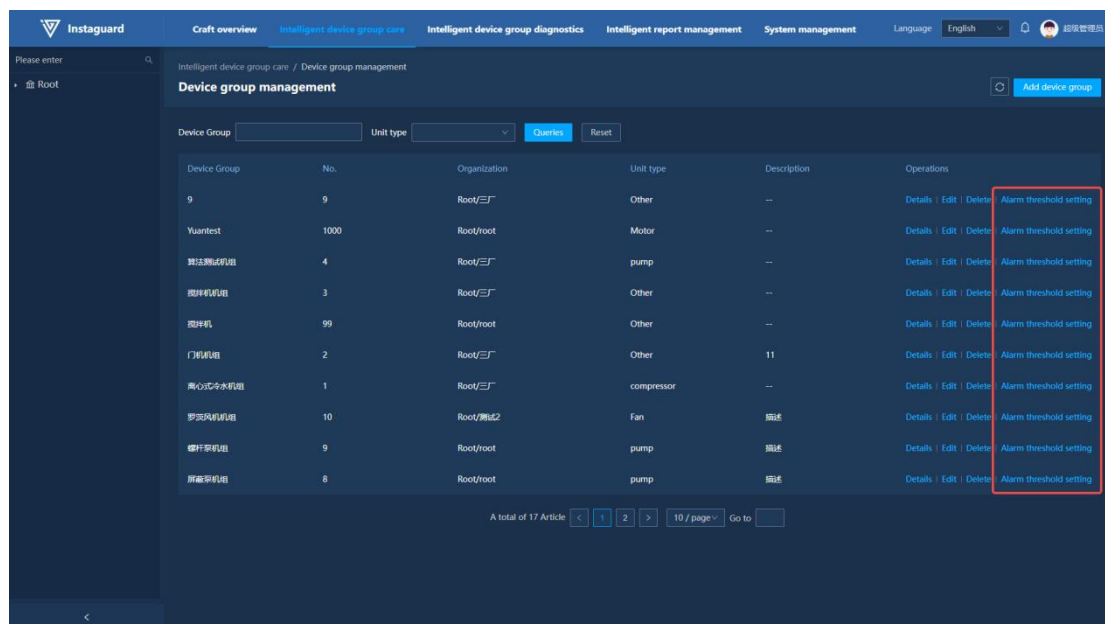 Instaguard Craft overview Intelligent device group care Intelligent device group diagnostics Intelligent report management System management Language English 超级管理员
Please enter
Root
Intelligent device group care / Device group management
Device group management Add device group
Device Group Unit type Queries Reset
Device Group No. Organization Unit type Description Operations
9 9 Root/三厂 Other -- Details | Edit | Delete | Alarm threshold setting
Yuantest 1000 Root/root Motor -- Details | Edit | Delete | Alarm threshold setting
算法测试机组 4 Root/三厂 pump -- Details | Edit | Delete | Alarm threshold setting
搅拌机机组 3 Root/三厂 Other -- Details | Edit | Delete | Alarm threshold setting
搅拌机 99 Root/root Other -- Details | Edit | Delete | Alarm threshold setting
门机机组 2 Root/三厂 Other 11 Details | Edit | Delete | Alarm threshold setting
离心式冷水机组 1 Root/三厂 compressor -- Details | Edit | Delete | Alarm threshold setting
罗茨风机机组 10 Root/测试2 Fan 描述 Details | Edit | Delete | Alarm threshold setting
螺杆泵机组 9 Root/root pump 描述 Details | Edit | Delete | Alarm threshold setting
屏蔽泵机组 8 Root/root pump 描述 Details | Edit | Delete | Alarm threshold setting
A total of 17 Article < 1 2 > 10 / page Go to
<